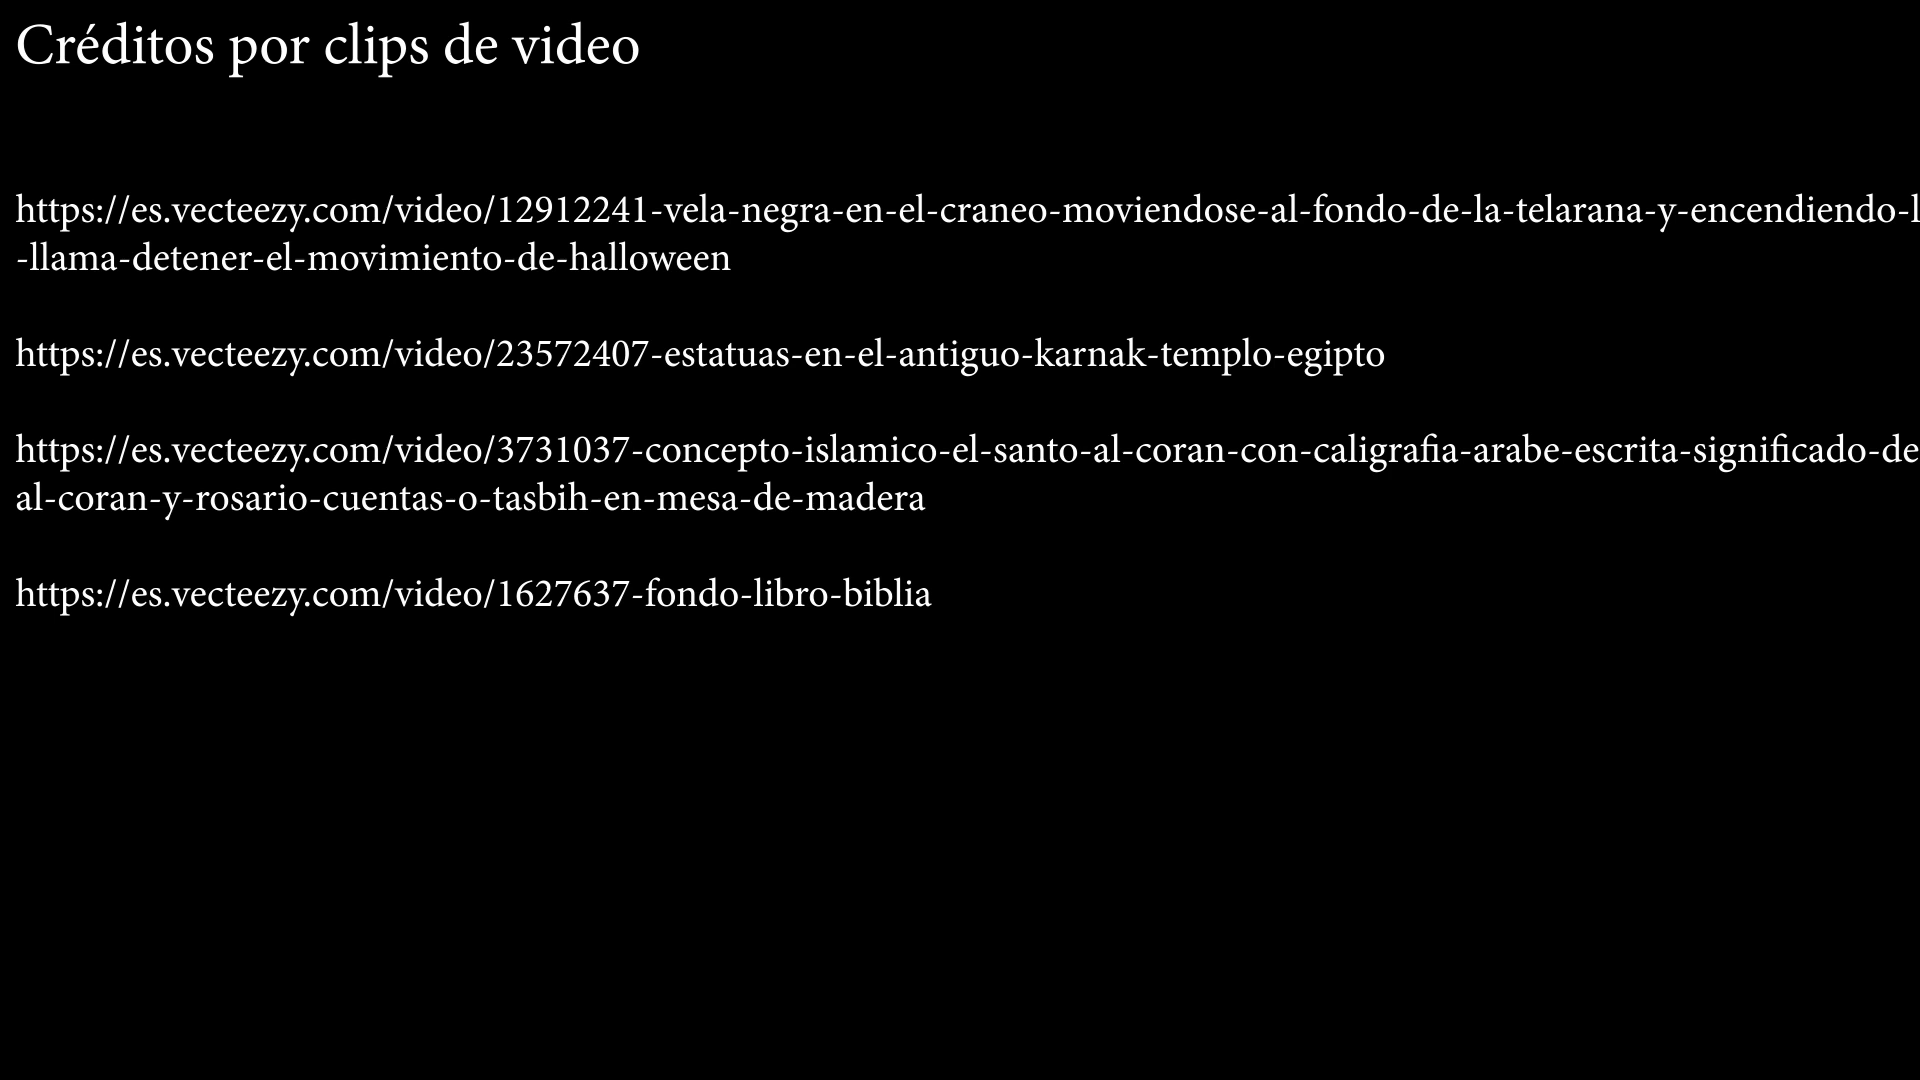 Créditos por clips de video
https://es.vecteezy.com/video/12912241-vela-negra-en-el-craneo-moviendose-al-fondo-de-la-telarana-y-encendiendo-l
-llama-detener-el-movimiento-de-halloween
https://es.vecteezy.com/video/23572407-estatuas-en-el-antiguo-karnak-templo-egipto
https://es.vecteezy.com/video/3731037-concepto-islamico-el-santo-al-coran-con-caligrafia-arabe-escrita-significado-de
al-coran-y-rosario-cuentas-o-tasbih-en-mesa-de-madera
https://es.vecteezy.com/video/1627637-fondo-libro-biblia